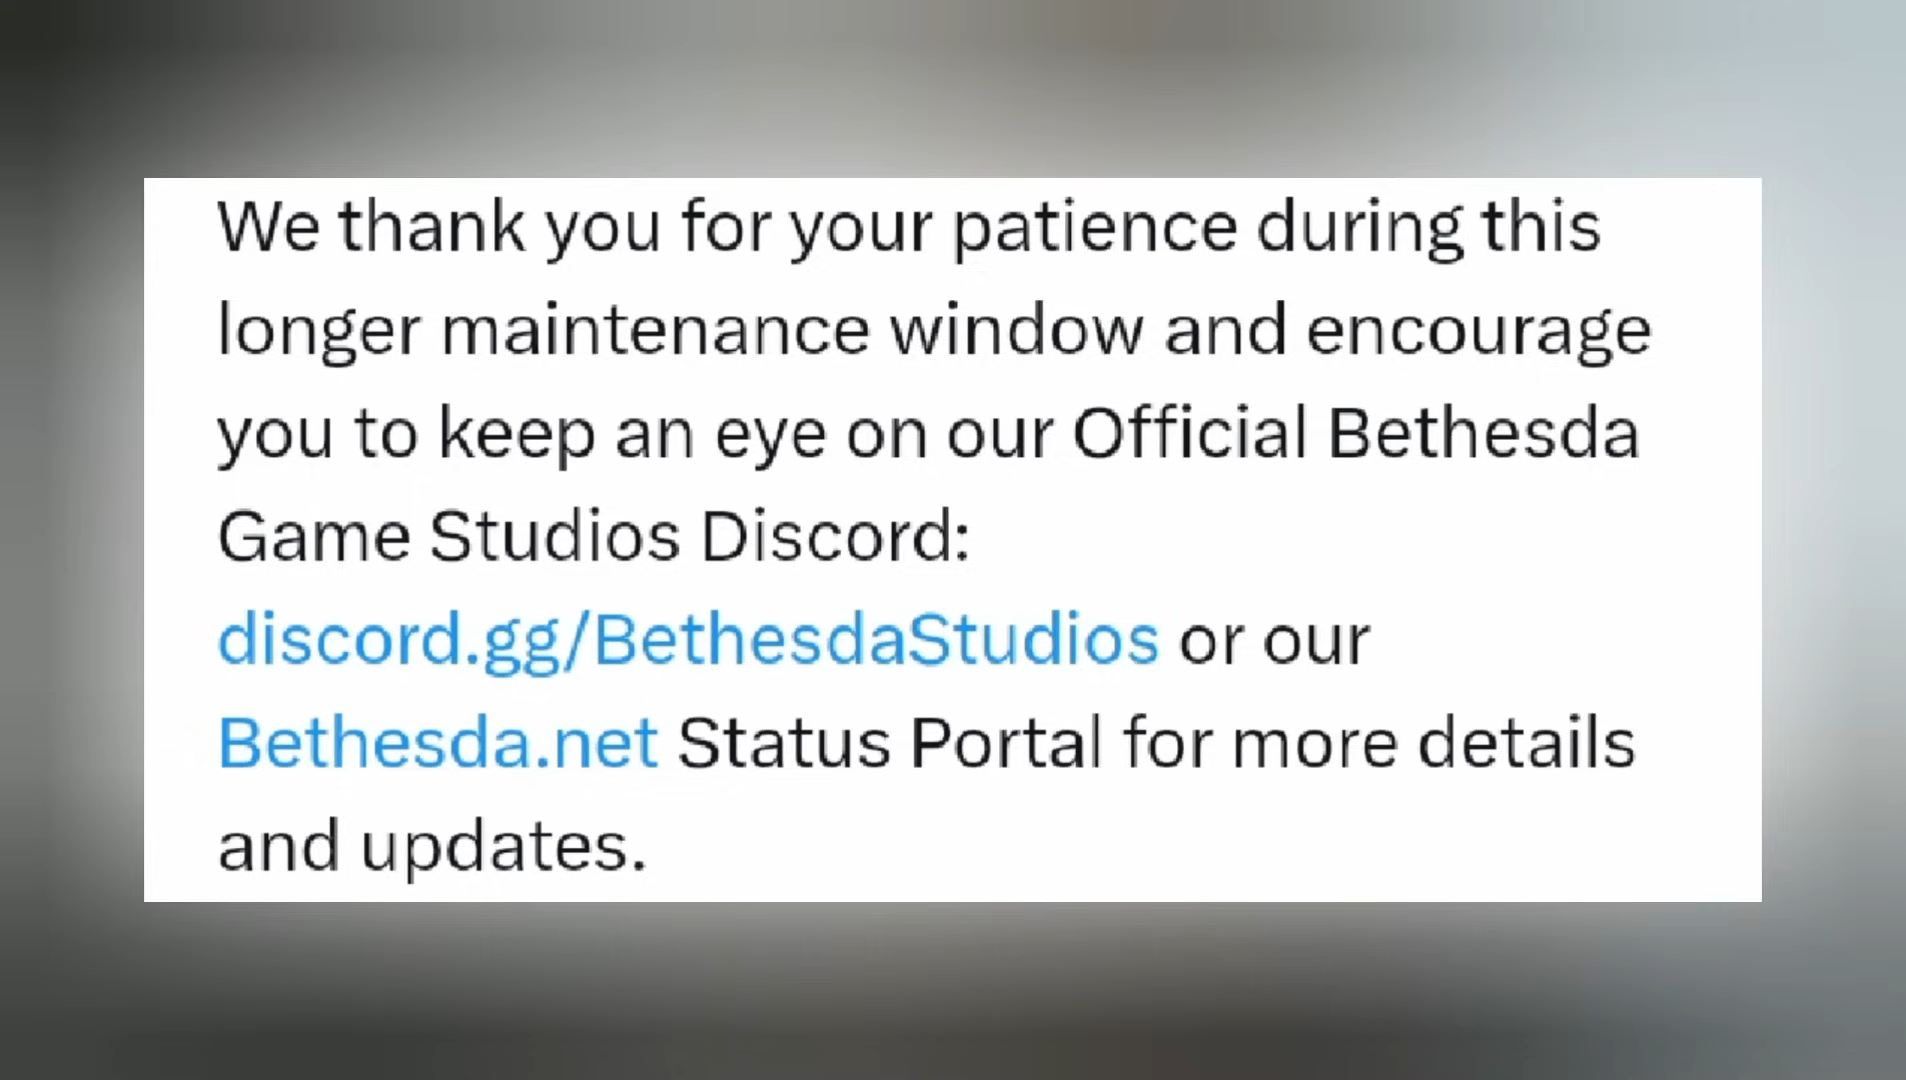 We thank you for your patience during this
longer maintenance window and encourage
you to keep an eye on our Official Bethesda
Game Studios Discord:
discord.gg/BethesdaStudios or our
Bethesda.net Status Portal for more details
and updates.